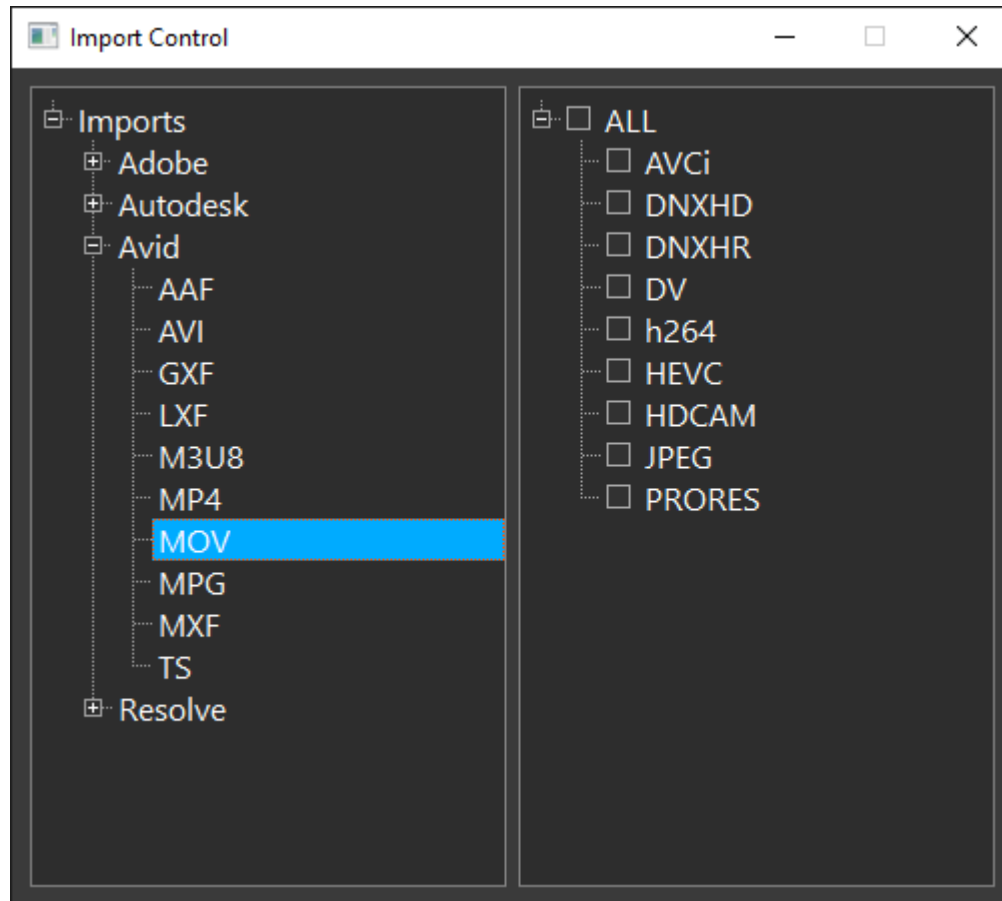 Import Control
Imports
Adobe
Autodesk
Avid
AAF
AVI
GXF
LXF
M3U8
MP4
MOV
MPG
MXF
TS
Resolve
ALL
AVCi
DNXHD
DNXHR
DV
h264
HEVC
HDCAM
JPEG
PRORES